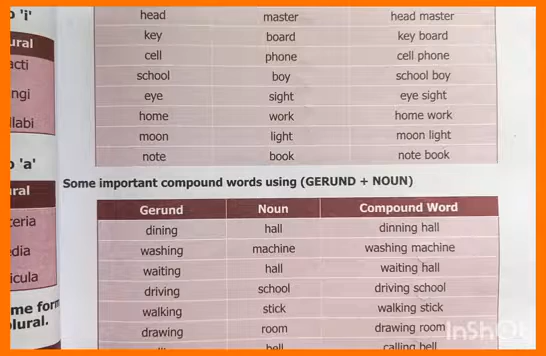 o 'i'
ural
acti
ngi
llabi
o 'a'
ural
teria
edia
icula
me form
plural.
head master head master
key board key board
cell phone cell phone
school boy school boy
eye sight eye sight
home work home work
moon light moon light
note book note book
Some important compound words using (GERUND + NOUN)
Gerund Noun Compound Word
dining hall dinning hall
washing machine washing machine
waiting hall waiting hall
driving school driving school
walking stick walking stick
drawing room drawing room
bell calling bell
InShOt